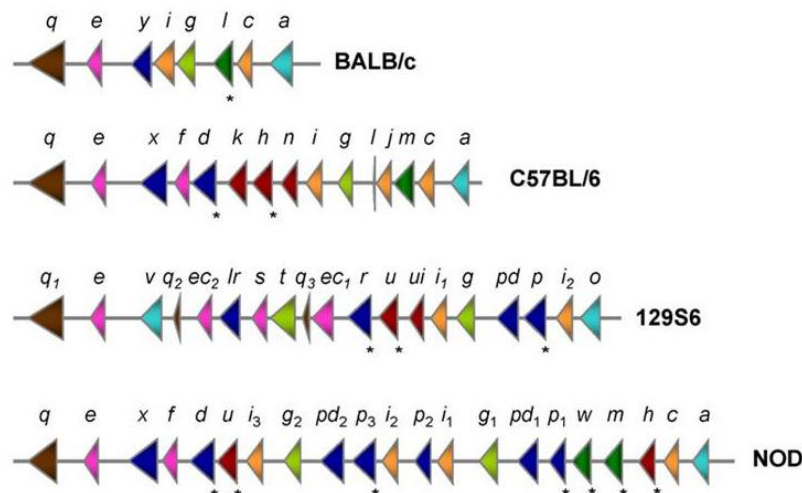 q e y i g l c a
BALB/c
*
q e x f d k h n i g l j m c a
C57BL/6
* *
q₁ e v q₂ ec₂ lr s t q₃ ec₁ r u ui i₁ g pd p i₂ o
129S6
* * *
q e x f d u i₃ g₂ pd₂ p₃ i₂ p₂ i₁ g₁ pd₁ p₁ w m h c a
NOD
* * * * * * *